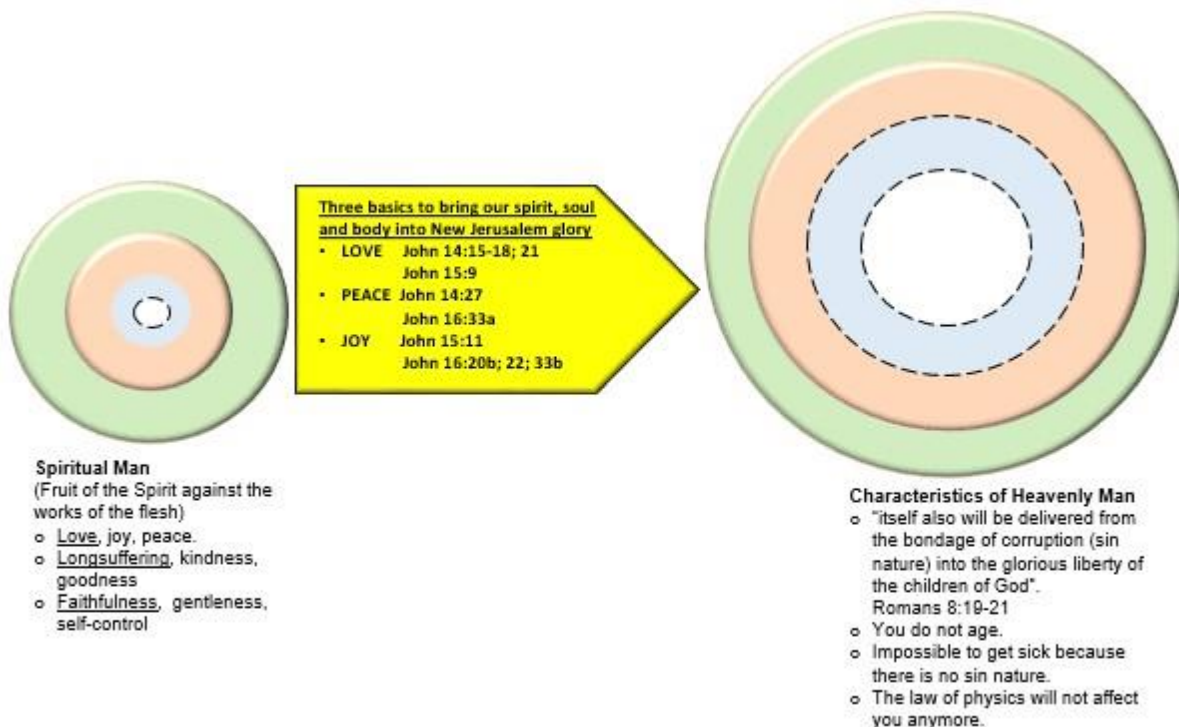 Three basics to bring our spirit, soul
and body into New Jerusalem glory
• LOVE John 14:15-18; 21
John 15:9
• PEACE John 14:27
John 16:33a
• JOY John 15:11
John 16:20b; 22; 33b
Spiritual Man
(Fruit of the Spirit against the
works of the flesh)
o Love, joy, peace.
o Longsuffering, kindness,
goodness
o Faithfulness, gentleness,
self-control
Characteristics of Heavenly Man
o "itself also will be delivered from
the bondage of corruption (sin
nature) into the glorious liberty of
the children of God".
Romans 8:19-21
o You do not age.
o Impossible to get sick because
there is no sin nature.
o The law of physics will not affect
you anymore.